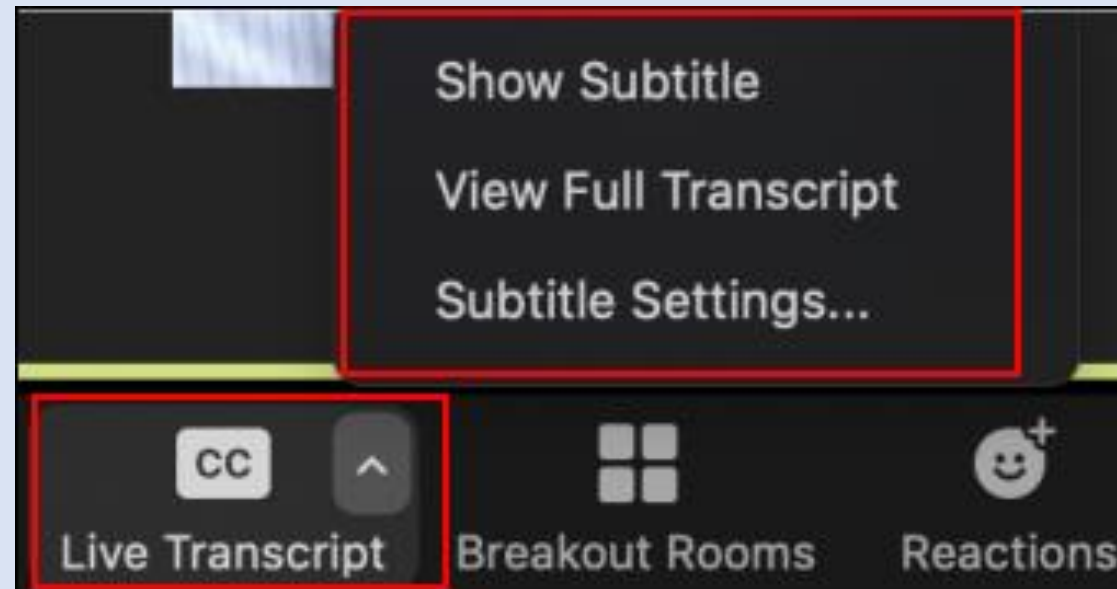 Show Subtitle
View Full Transcript
Subtitle Settings...
CC
Live Transcript
Breakout Rooms
Reactions